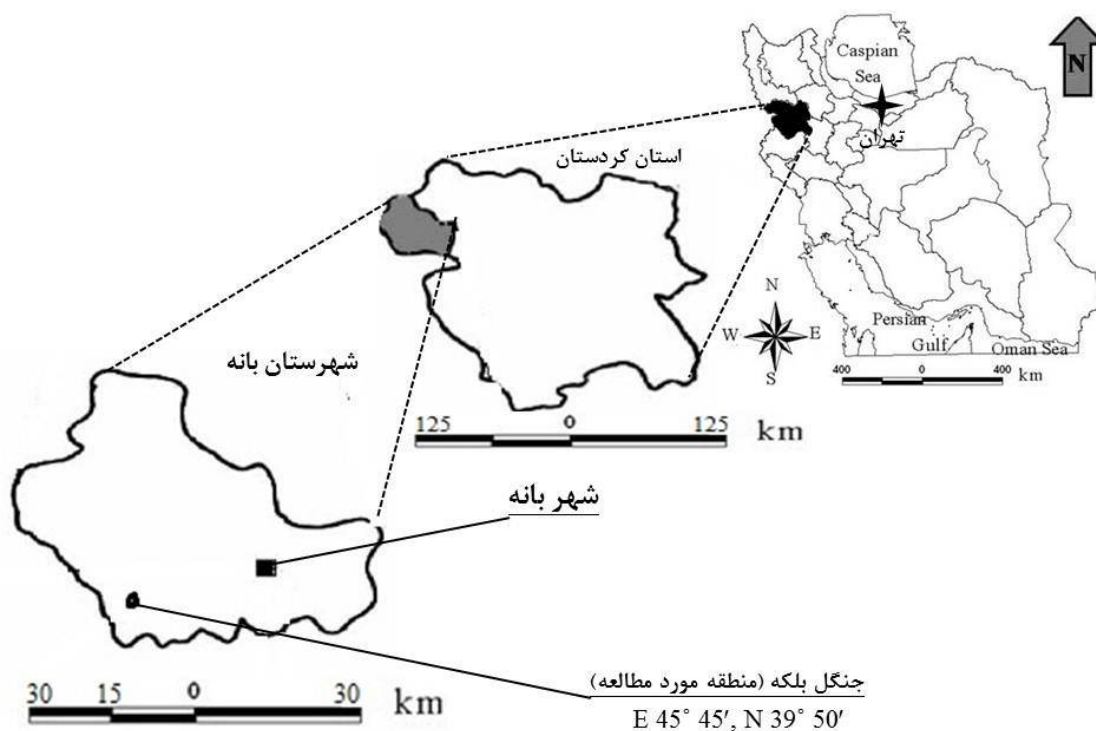 Caspian
Sea
N
تهران
استان کردستان
N
W
E
S
Persian
Gulf
Oman Sea
400
0
400
km
شهرستان بانه
125
0
125
km
شهر بانه
30
15
0
30
km
جنگل بلکه (منطقه مورد مطالعه)
E 45˚ 45′, N 39˚ 50′